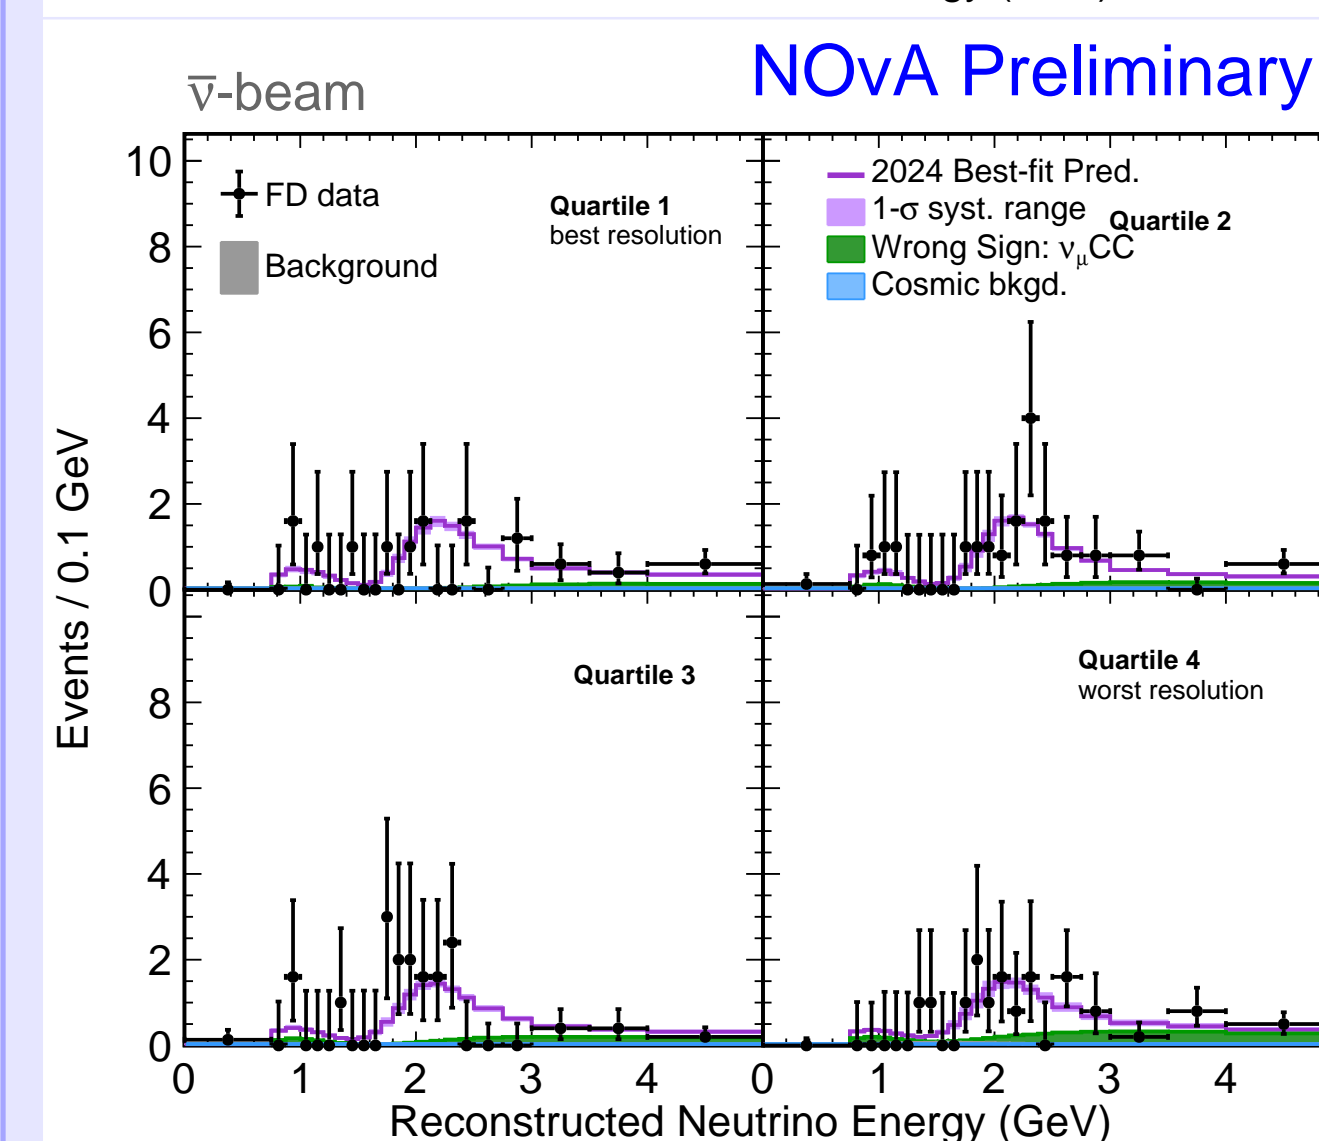 ν̅-beam
NOvA Preliminary
10
8
6
4
2
0
FD data
Background
Quartile 1
best resolution
2024 Best-fit Pred.
1-σ syst. range
Quartile 2
Wrong Sign: νμCC
Cosmic bkgd.
Events / 0.1 GeV
8
6
4
2
0
Quartile 3
Quartile 4
worst resolution
0 1 2 3 4 0 1 2 3 4
Reconstructed Neutrino Energy (GeV)